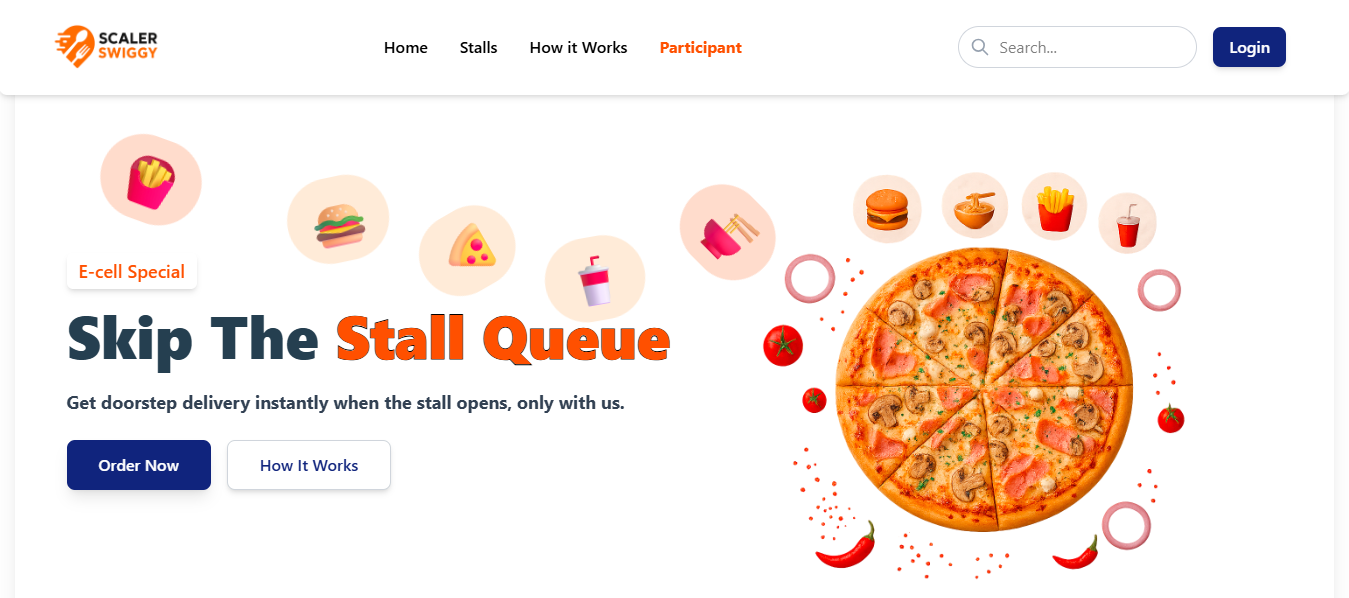 SCALER
SWIGGY
Home
Stalls
How it Works
Participant
Search...
Login
E-cell Special
Skip The Stall Queue
Get doorstep delivery instantly when the stall opens, only with us.
Order Now
How It Works